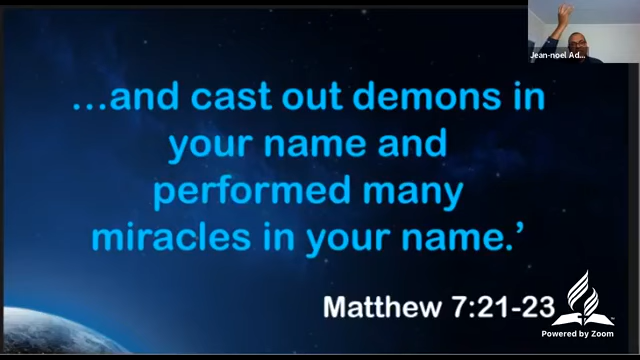 Jean-noel Ad...
...and cast out demons in
your name and
performed many
miracles in your name.’
Matthew 7:21-23
Powered by Zoom